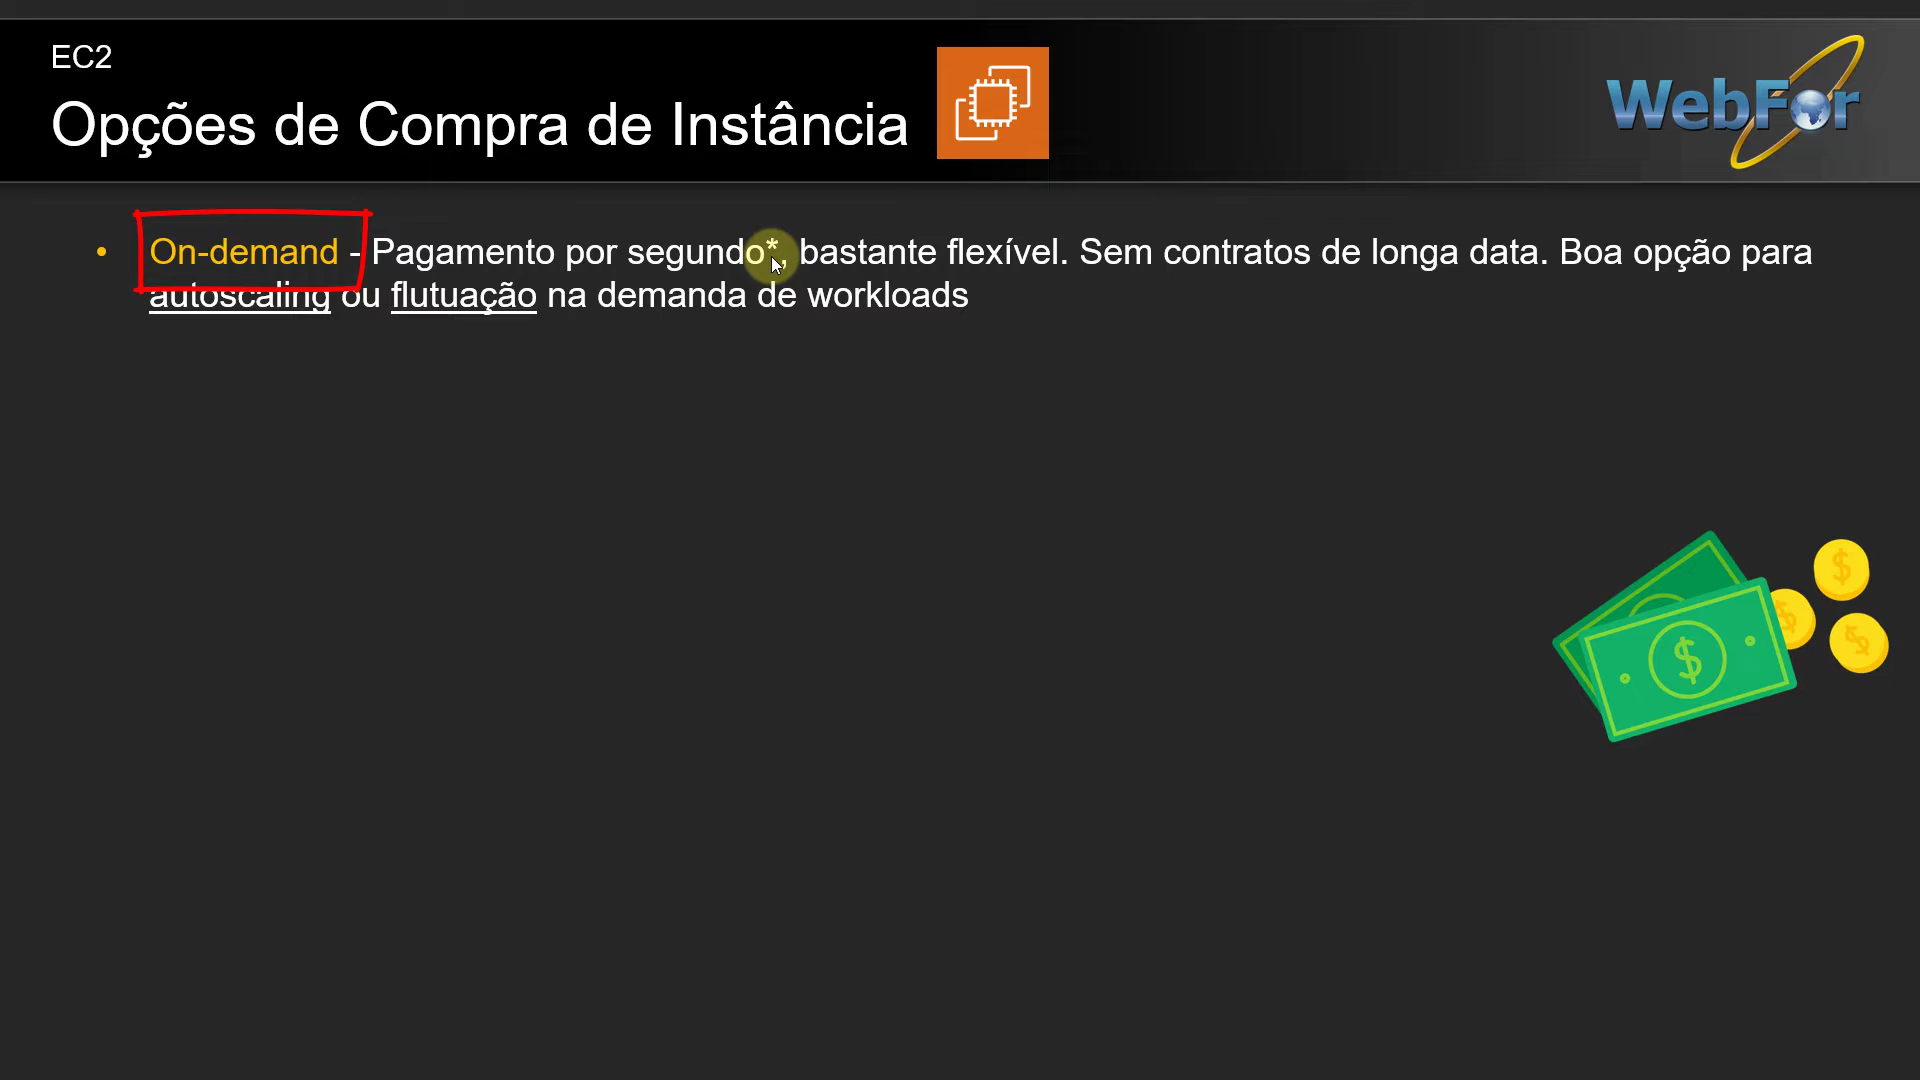 EC2
Opções de Compra de Instância
WebFor
• On-demand - Pagamento por segundo*, bastante flexível. Sem contratos de longa data. Boa opção para
autoscaling ou flutuação na demanda de workloads